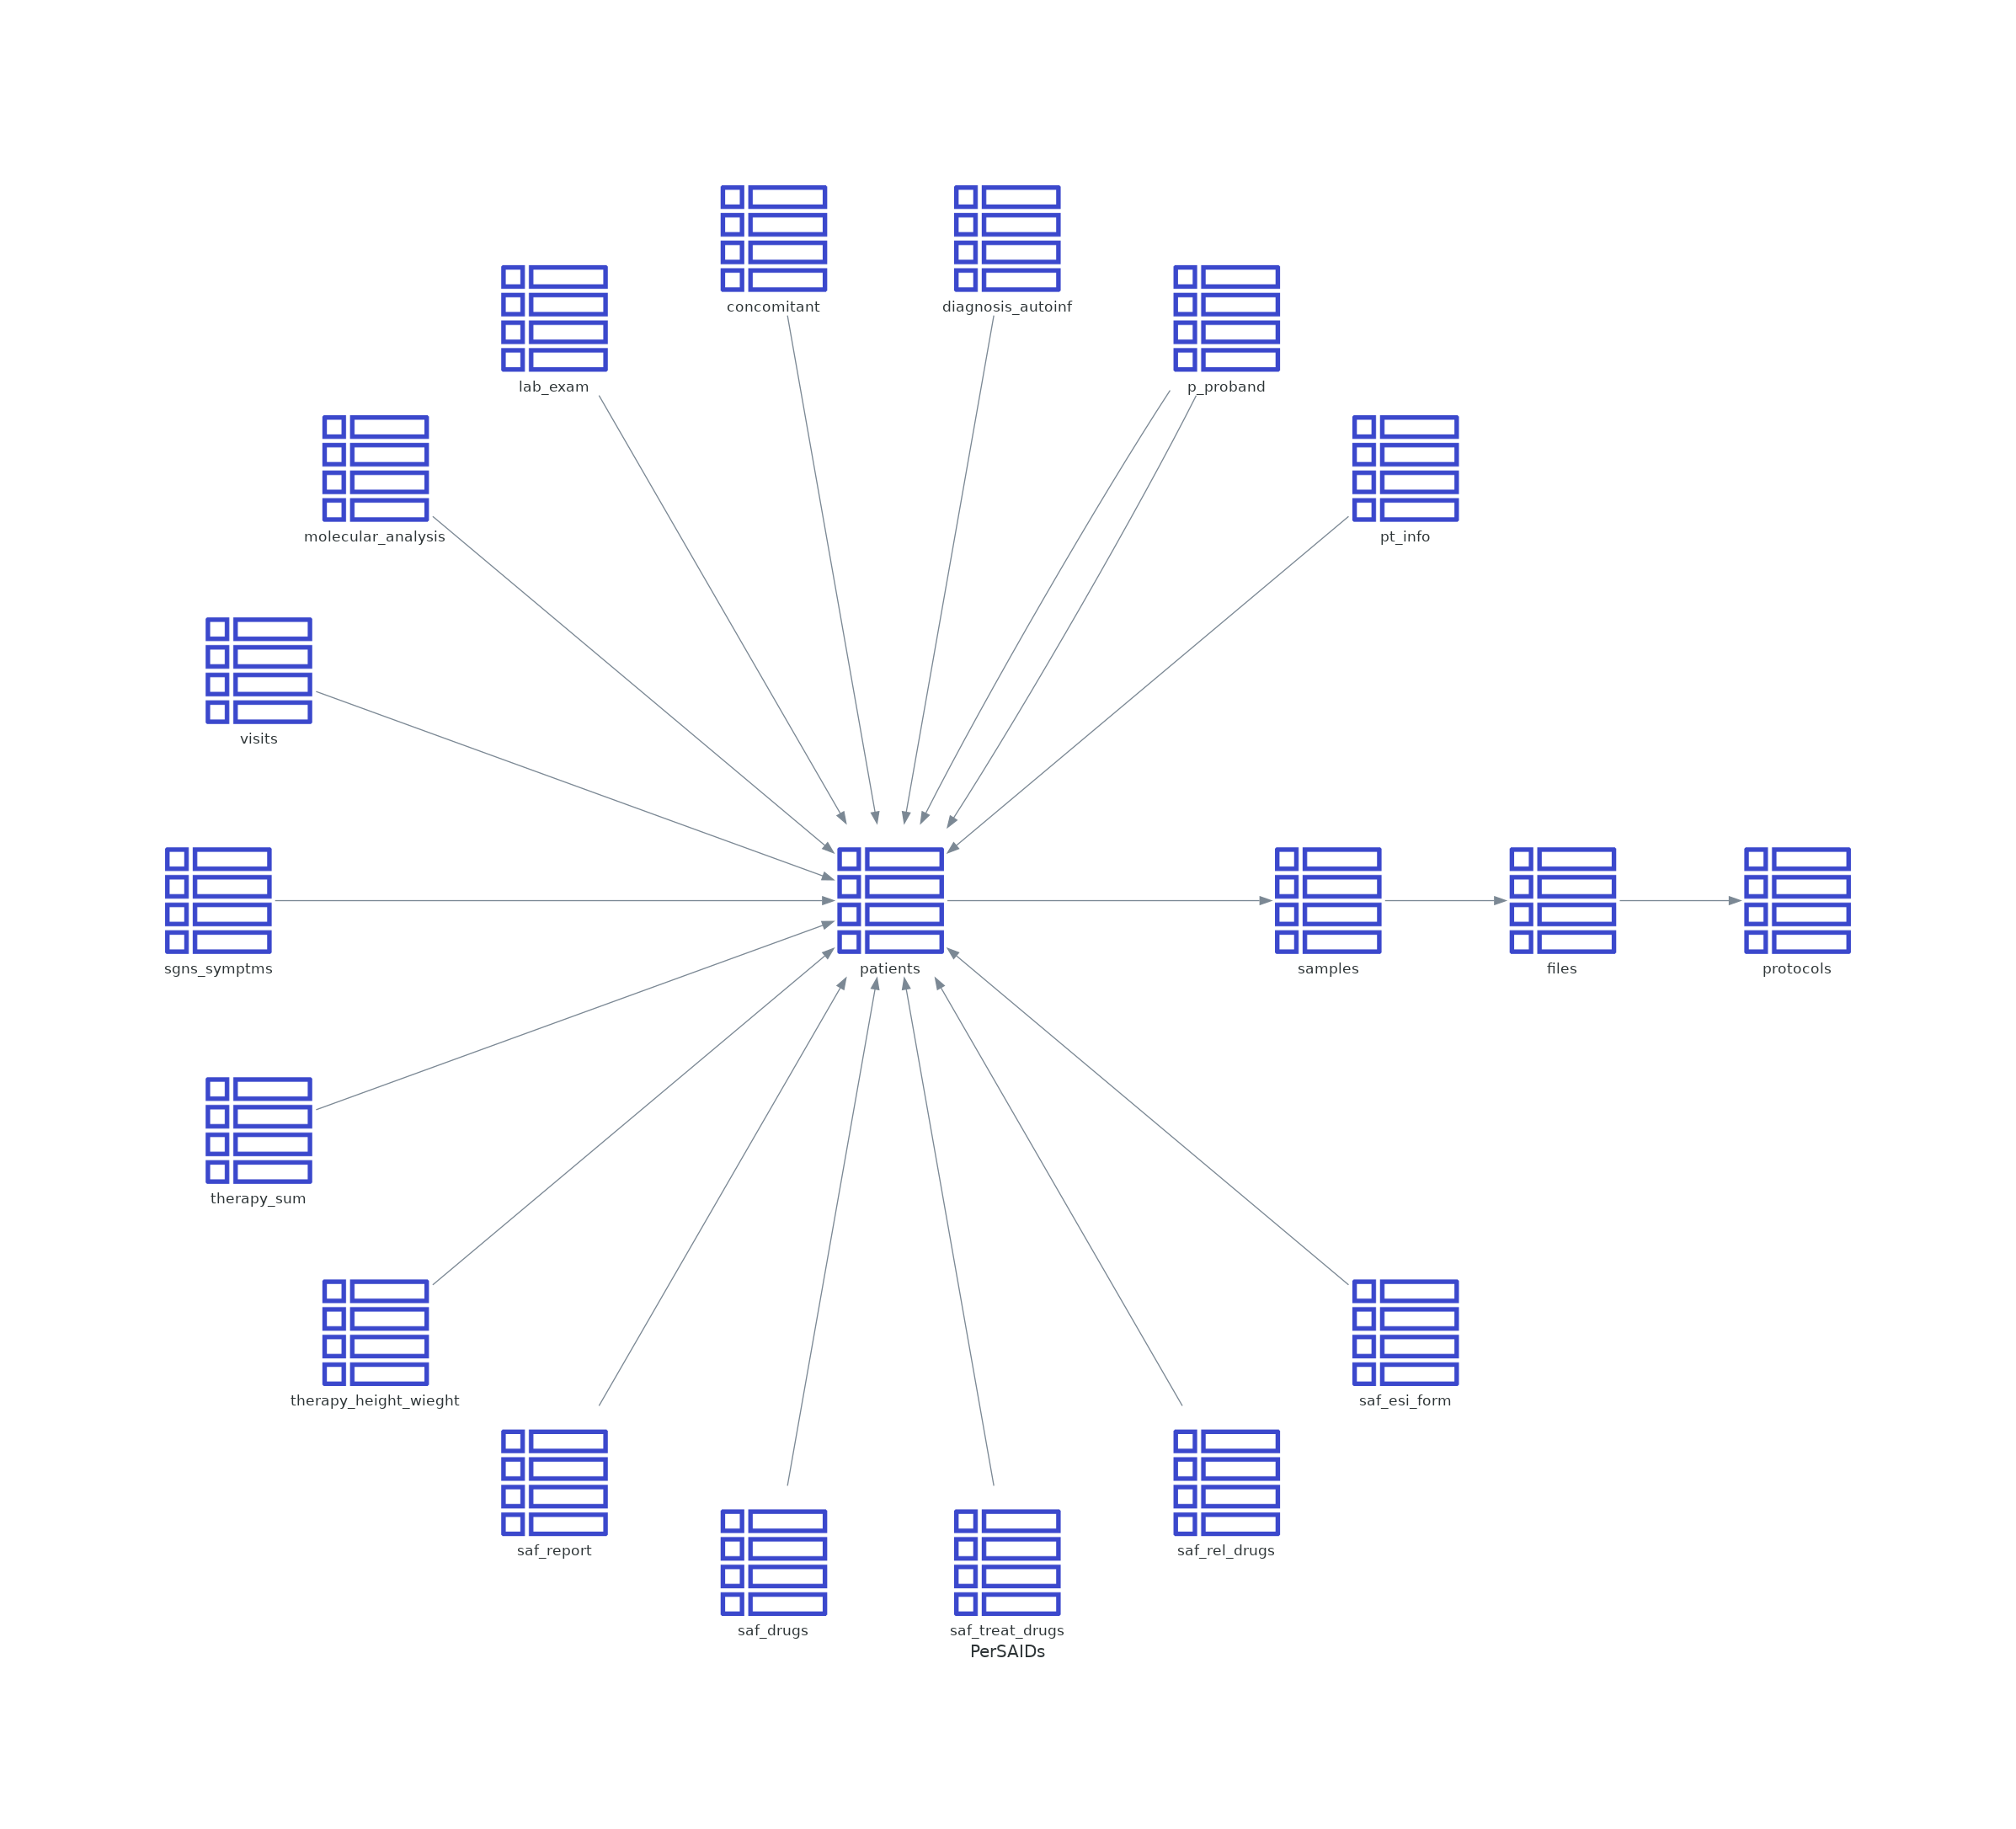 concomitant
diagnosis_autoinf
lab_exam
p_proband
molecular_analysis
pt_info
visits
sgns_symptms
patients
samples
files
protocols
therapy_sum
therapy_height_wieght
saf_esi_form
saf_report
saf_rel_drugs
saf_drugs
saf_treat_drugs
PerSAIDs